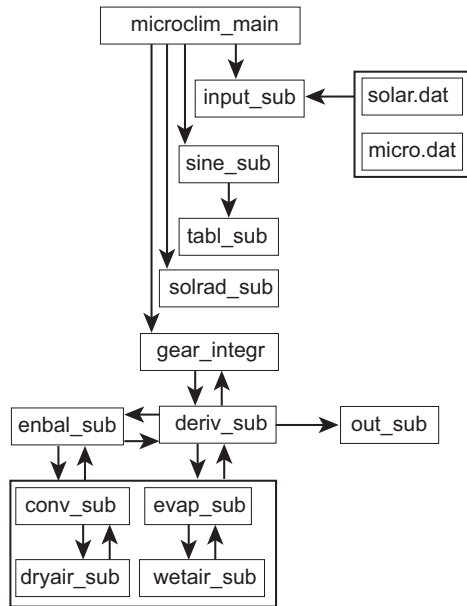 microclim_main
input_sub
solar.dat
micro.dat
sine_sub
tabl_sub
solrad_sub
gear_integr
enbal_sub
deriv_sub
out_sub
conv_sub
evap_sub
dryair_sub
wetair_sub